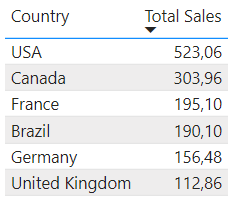 Country Total Sales
USA 523,06
Canada 303,96
France 195,10
Brazil 190,10
Germany 156,48
United Kingdom 112,86